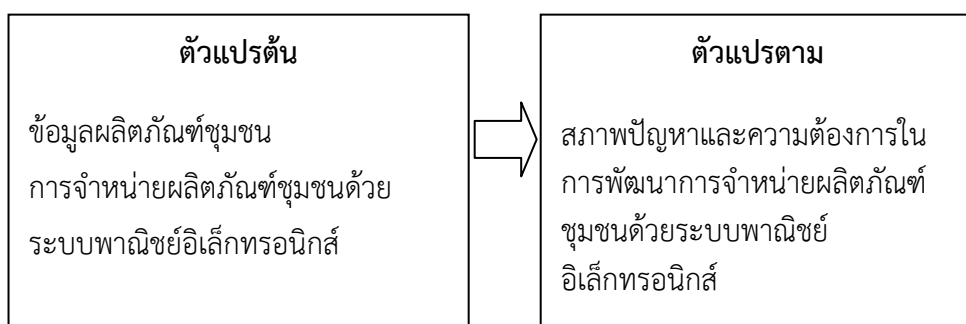 ตัวแปรต้น
ข้อมูลผลิตภัณฑ์ชุมชน
การจำหน่ายผลิตภัณฑ์ชุมชนด้วย
ระบบพาณิชย์อิเล็กทรอนิกส์
ตัวแปรตาม
สภาพปัญหาและความต้องการใน
การพัฒนาการจำหน่ายผลิตภัณฑ์
ชุมชนด้วยระบบพาณิชย์
อิเล็กทรอนิกส์